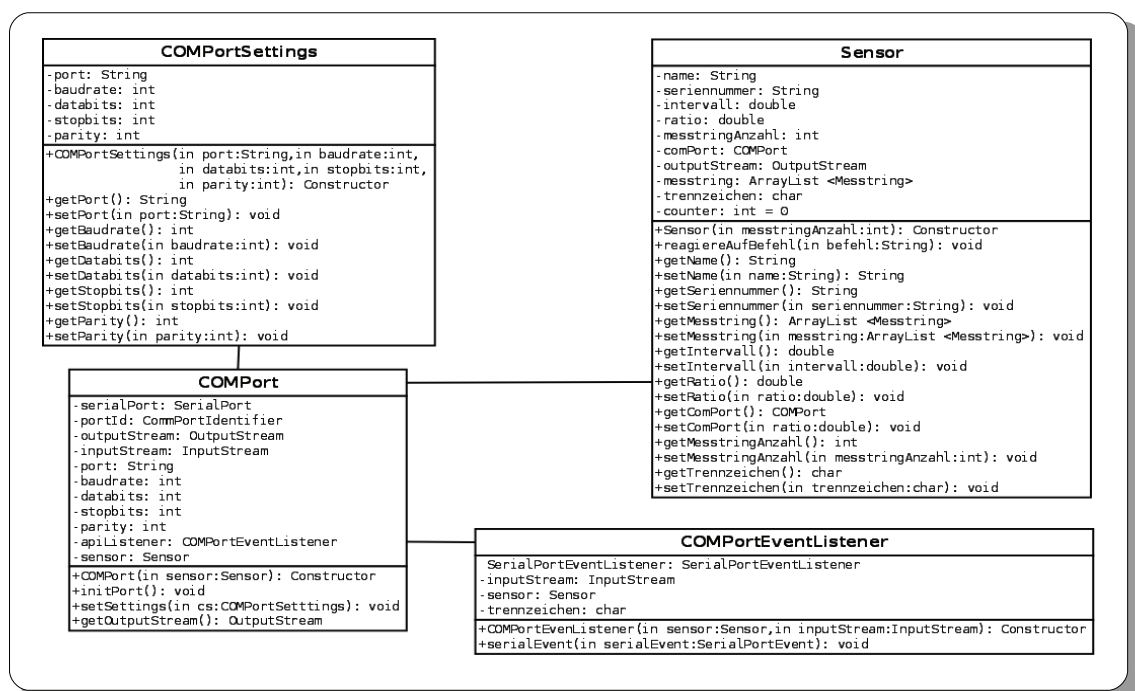 COMPortSettings
-port: String
-baudrate: int
-databits: int
-stopbits: int
-parity: int
+COMPortSettings(in port:String,in baudrate:int,
in databits:int,in stopbits:int,
in parity:int): Constructor
+getPort(): String
+setPort(in port:String): void
+getBaudrate(): int
+setBaudrate(in baudrate:int): void
+getDatabits(): int
+setDatabits(in databits:int): void
+getStopbits(): int
+setStopbits(in stopbits:int): void
+getParity(): int
+setParity(in parity:int): void
Sensor
-name: String
-seriennummer: String
-intervall: double
-ratio: double
-messtringAnzahl: int
-comPort: COMPort
-outputStream: OutputStream
-messtring: ArrayList <Messtring>
-trennzeichen: char
-counter: int = 0
+Sensor(in messtringAnzahl:int): Constructor
+reagiereAufBefehl(in befehl:String): void
+getName(): String
+setName(in name:String): String
+getSeriennummer(): String
+setSeriennummer(in seriennummer:String): void
+getMesstring(): ArrayList <Messtring>
+setMesstring(in messtring:ArrayList <Messtring>): void
+getIntervall(): double
+setIntervall(in intervall:double): void
+getRatio(): double
+setRatio(in ratio:double): void
+getComPort(): COMPort
+setComPort(in ratio:double): void
+getMesstringAnzahl(): int
+setMesstringAnzahl(in messtringAnzahl:int): void
+getTrennzeichen(): char
+setTrennzeichen(in trennzeichen:char): void
COMPort
-serialPort: SerialPort
-portId: CommPortIdentifier
-outputStream: OutputStream
-inputStream: InputStream
-port: String
-baudrate: int
-databits: int
-stopbits: int
-parity: int
-apiListener: COMPortEventListener
-sensor: Sensor
+COMPort(in sensor:Sensor): Constructor
+initPort(): void
+setSettings(in cs:COMPortSetttings): void
+getOutputStream(): OutputStream
COMPortEventListener
SerialPortEventListener: SerialPortEventListener
-inputStream: InputStream
-sensor: Sensor
-trennzeichen: char
+COMPortEvenListener(in sensor:Sensor,in inputStream:InputStream): Constructor
+serialEvent(in serialEvent:SerialPortEvent): void